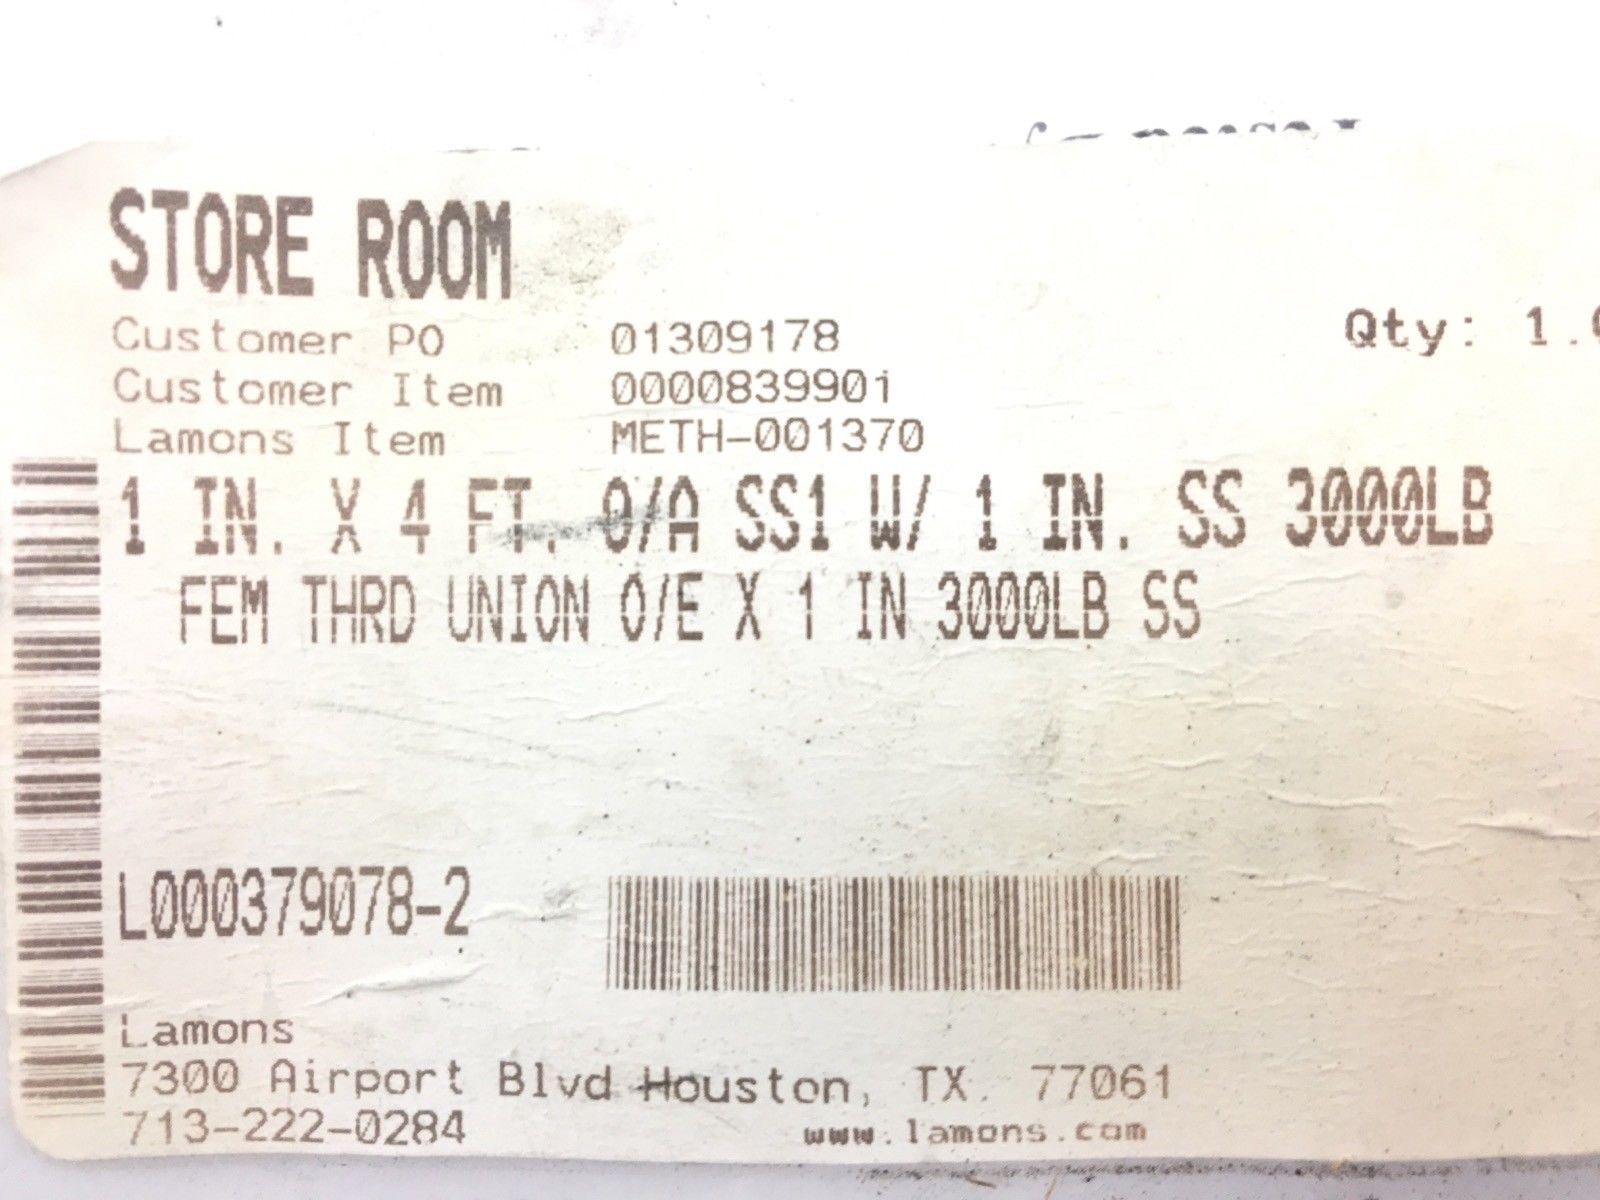 STORE ROOM
Customer PO 01309178
Qty: 1.0
Customer Item 0000083990i
Lamons Item METH-001370
1 IN. X 4 FT. O/A SS1 W/ 1 IN. SS 3000LB
FEM THRD UNION O/E X 1 IN 3000LB SS
L000379078-2
Lamons
7300 Airport Blvd Houston, TX. 77061
713-222-0284 www.lamons.com